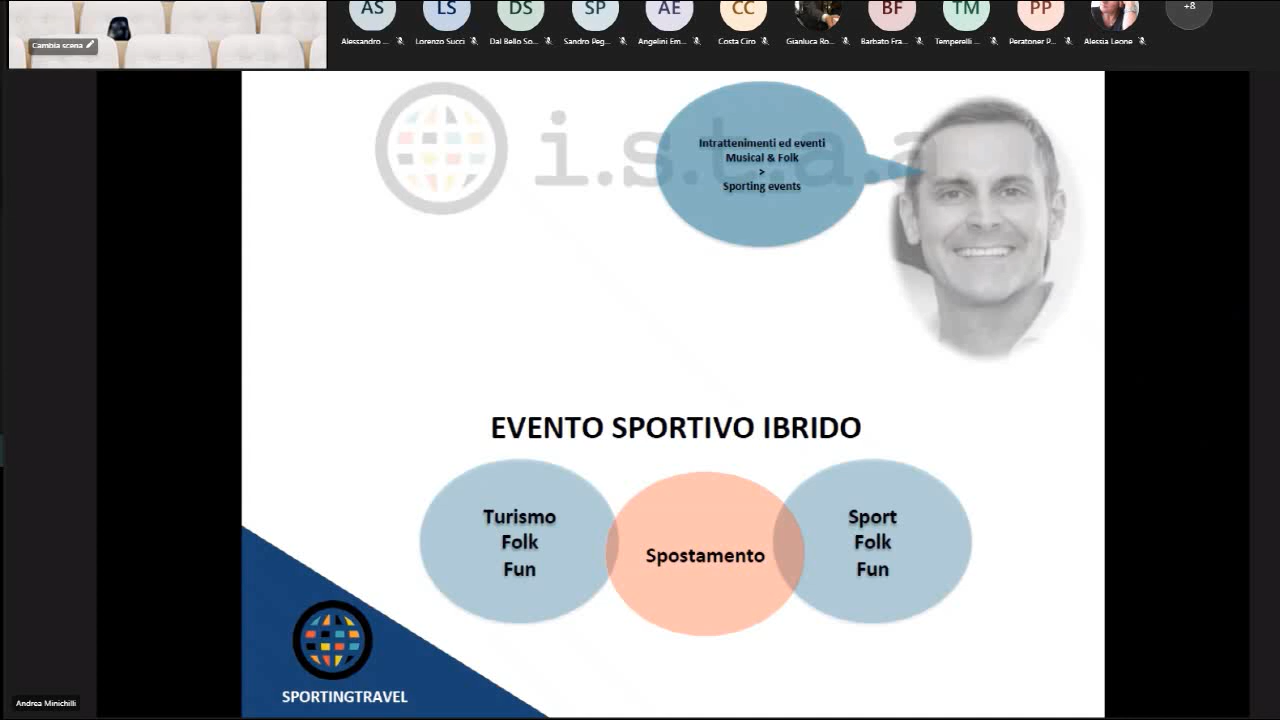 Cambia scena
AS
LS
DS
SP
AE
CC
BF
TM
PP
+8
Alessandro ...
Lorenzo Succi
Dal Bello So...
Sandro Peg...
Angelini Em...
Costa Ciro
Gianluca Ro...
Barbato Fra...
Temperelli ...
Peratoner P...
Alessia Leone
i.s.t.a.a
Intrattenimenti ed eventi
Musical & Folk
>
Sporting events
EVENTO SPORTIVO IBRIDO
Turismo
Folk
Fun
Spostamento
Sport
Folk
Fun
SPORTINGTRAVEL
Andrea Minichilli